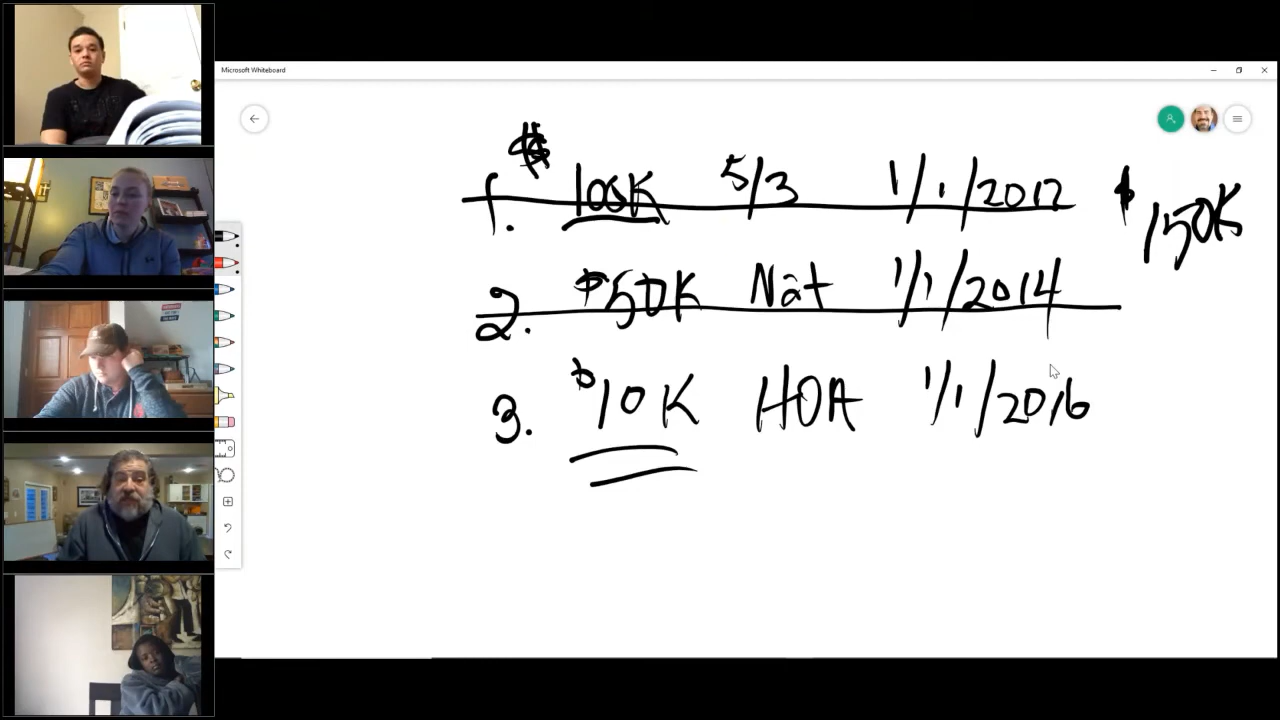 Microsoft Whiteboard
1. $ 100K 5/3 1/1/2012
$150K
2. $50K Nat 1/1/2014
3. $10K HOA 1/1/2016